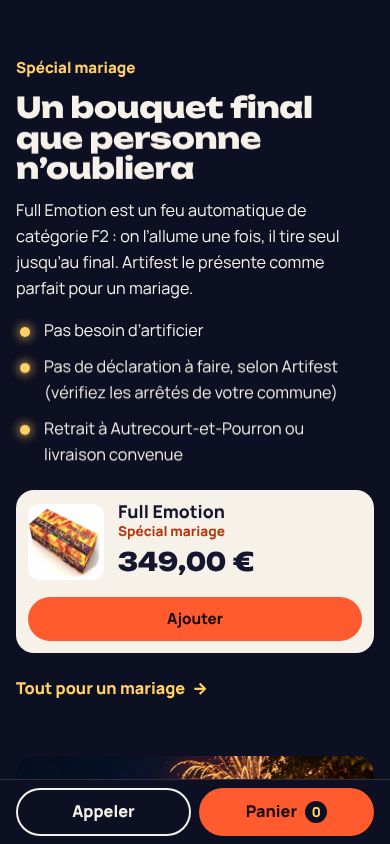 Spécial mariage
Un bouquet final
que personne
n’oubliera
Full Emotion est un feu automatique de
catégorie F2 : on l’allume une fois, il tire seul
jusqu’au final. Artifest le présente comme
parfait pour un mariage.
Pas besoin d’artificier
Pas de déclaration à faire, selon Artifest
(vérifiez les arrêtés de votre commune)
Retrait à Autrecourt-et-Pourron ou
livraison convenue
Full Emotion
Spécial mariage
349,00 €
Ajouter
Tout pour un mariage →
Appeler
Panier 0